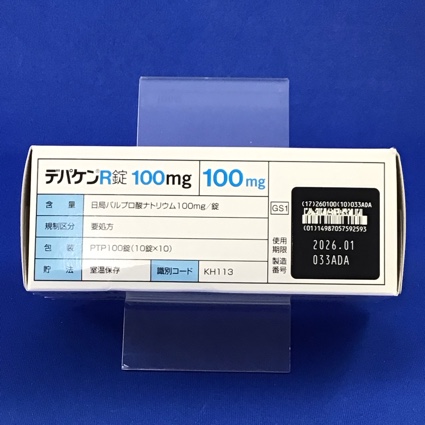 デパケンR錠 100mg 100mg
含量 日局バルプロ酸ナトリウム100mg/錠
規制区分 要処方
包装 PTP100錠(10錠×10)
貯法 室温保存 識別コード KH113
GS1
(17)260100(10)033ADA
(01)14987057592593
使用期限 2026.01
製造番号 033ADA